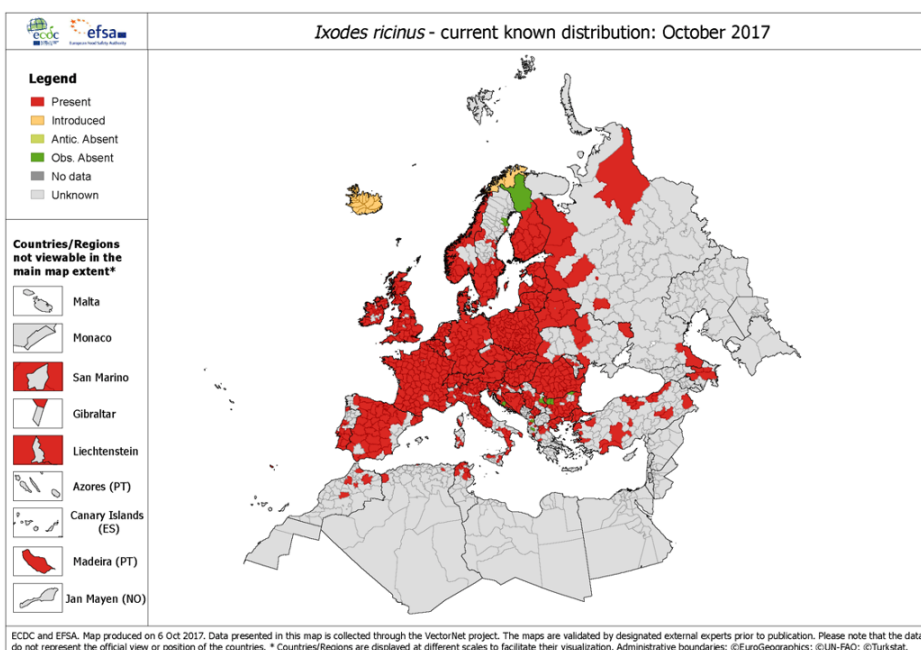 ecdc
efsa
European Food Safety Authority
Ixodes ricinus - current known distribution: October 2017
Legend
Present
Introduced
Antic. Absent
Obs. Absent
No data
Unknown
Countries/Regions
not viewable in the
main map extent*
Malta
Monaco
San Marino
Gibraltar
Liechtenstein
Azores (PT)
Canary Islands
(ES)
Madeira (PT)
Jan Mayen (NO)
ECDC and EFSA. Map produced on 6 Oct 2017. Data presented in this map is collected through the VectorNet project. The maps are validated by designated external experts prior to publication. Please note that the data
do not represent the official view or position of the countries. * Countries/Regions are displayed at different scales to facilitate their visualization. Administrative boundaries: ©EuroGeographics; ©UN-FAO; ©Turkstat.